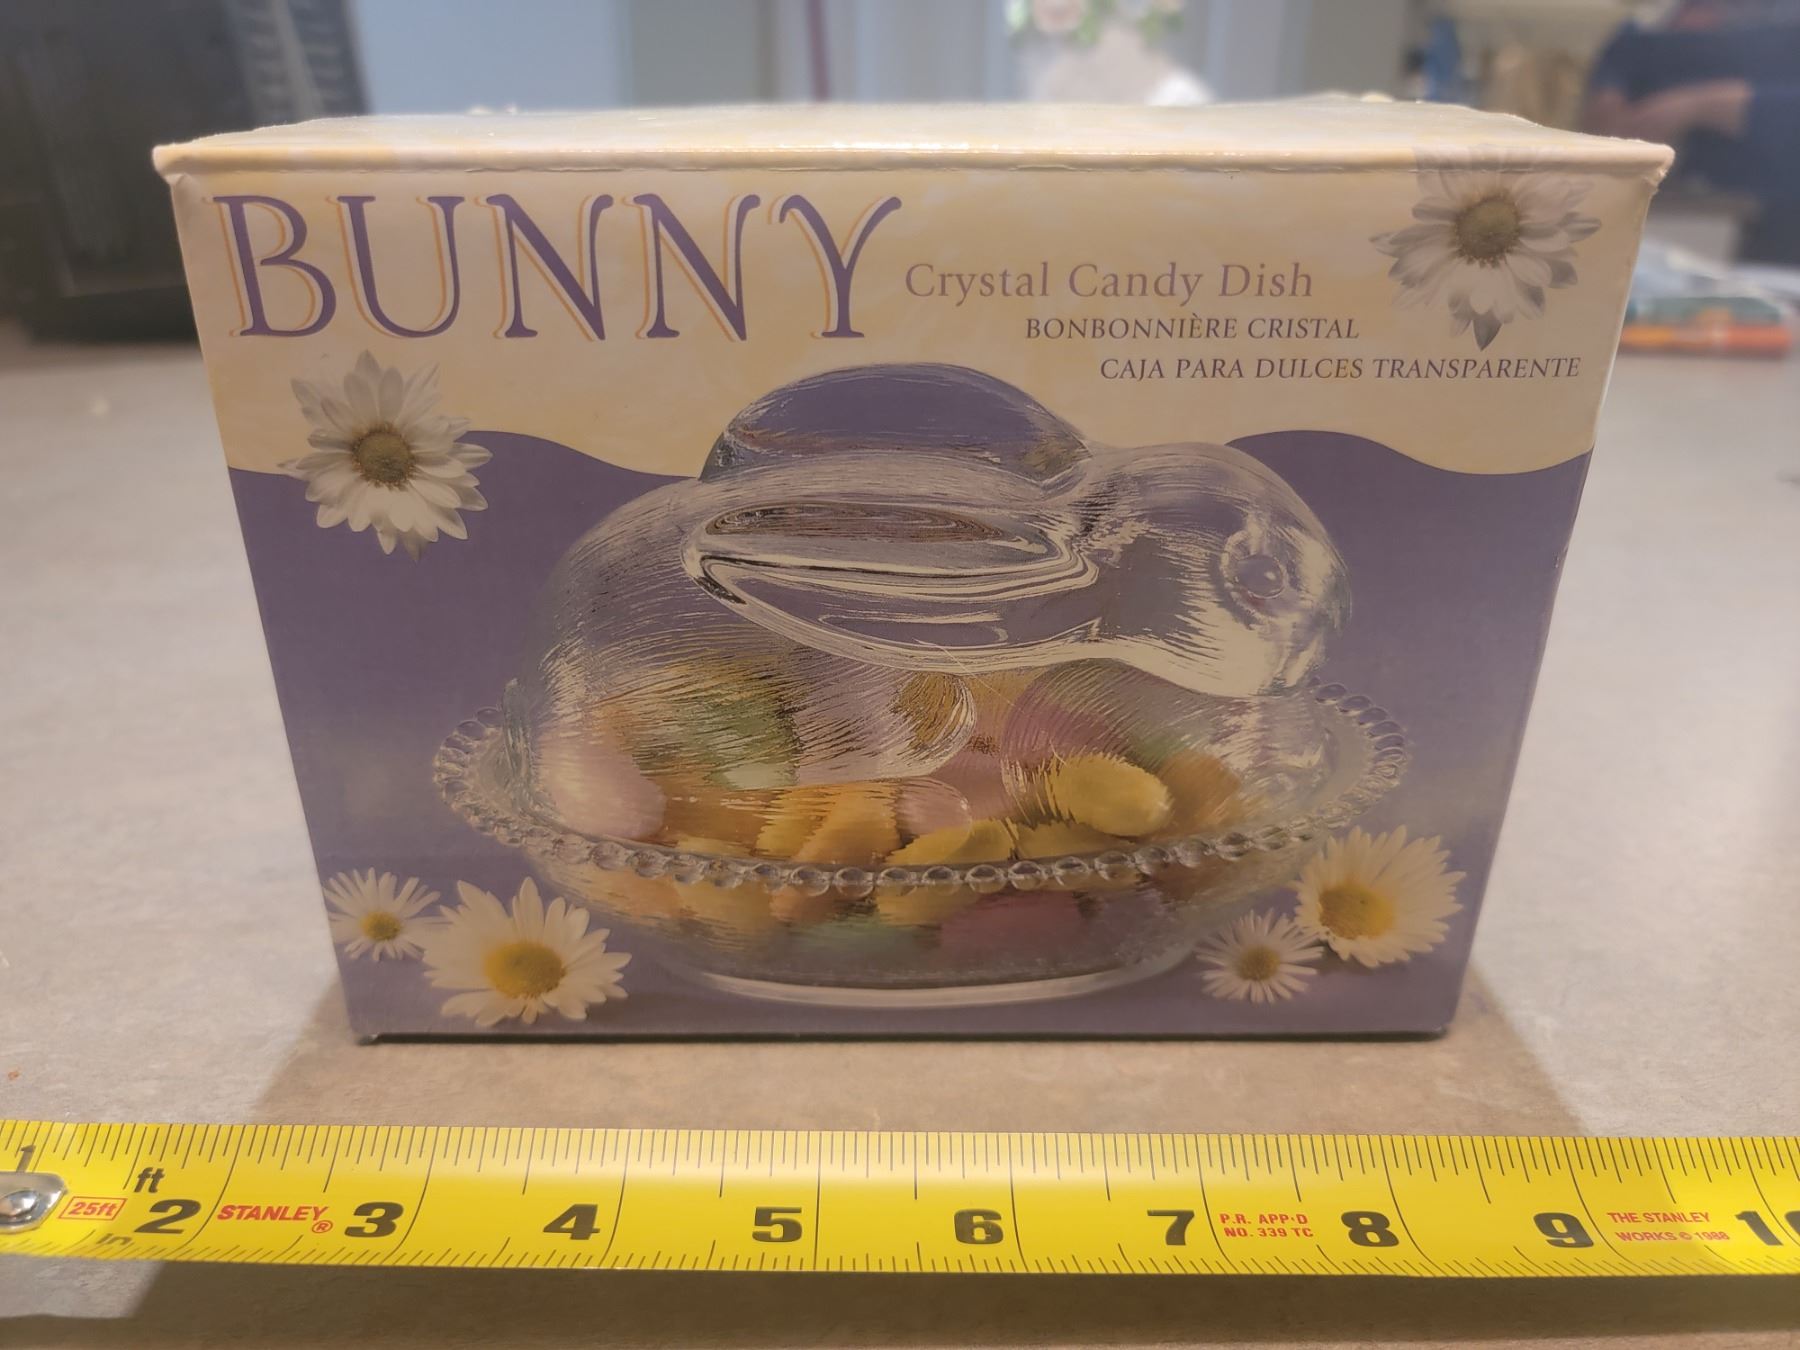 BUNNY
Crystal Candy Dish
BONBONNIÈRE CRISTAL
CAJA PARA DULCES TRANSPARENTE
1 ft 2 3 4 5 6 7 8 9
25ft STANLEY® P.R. APP·D THE STANLEY
in NO. 339 TC WORKS © 1988